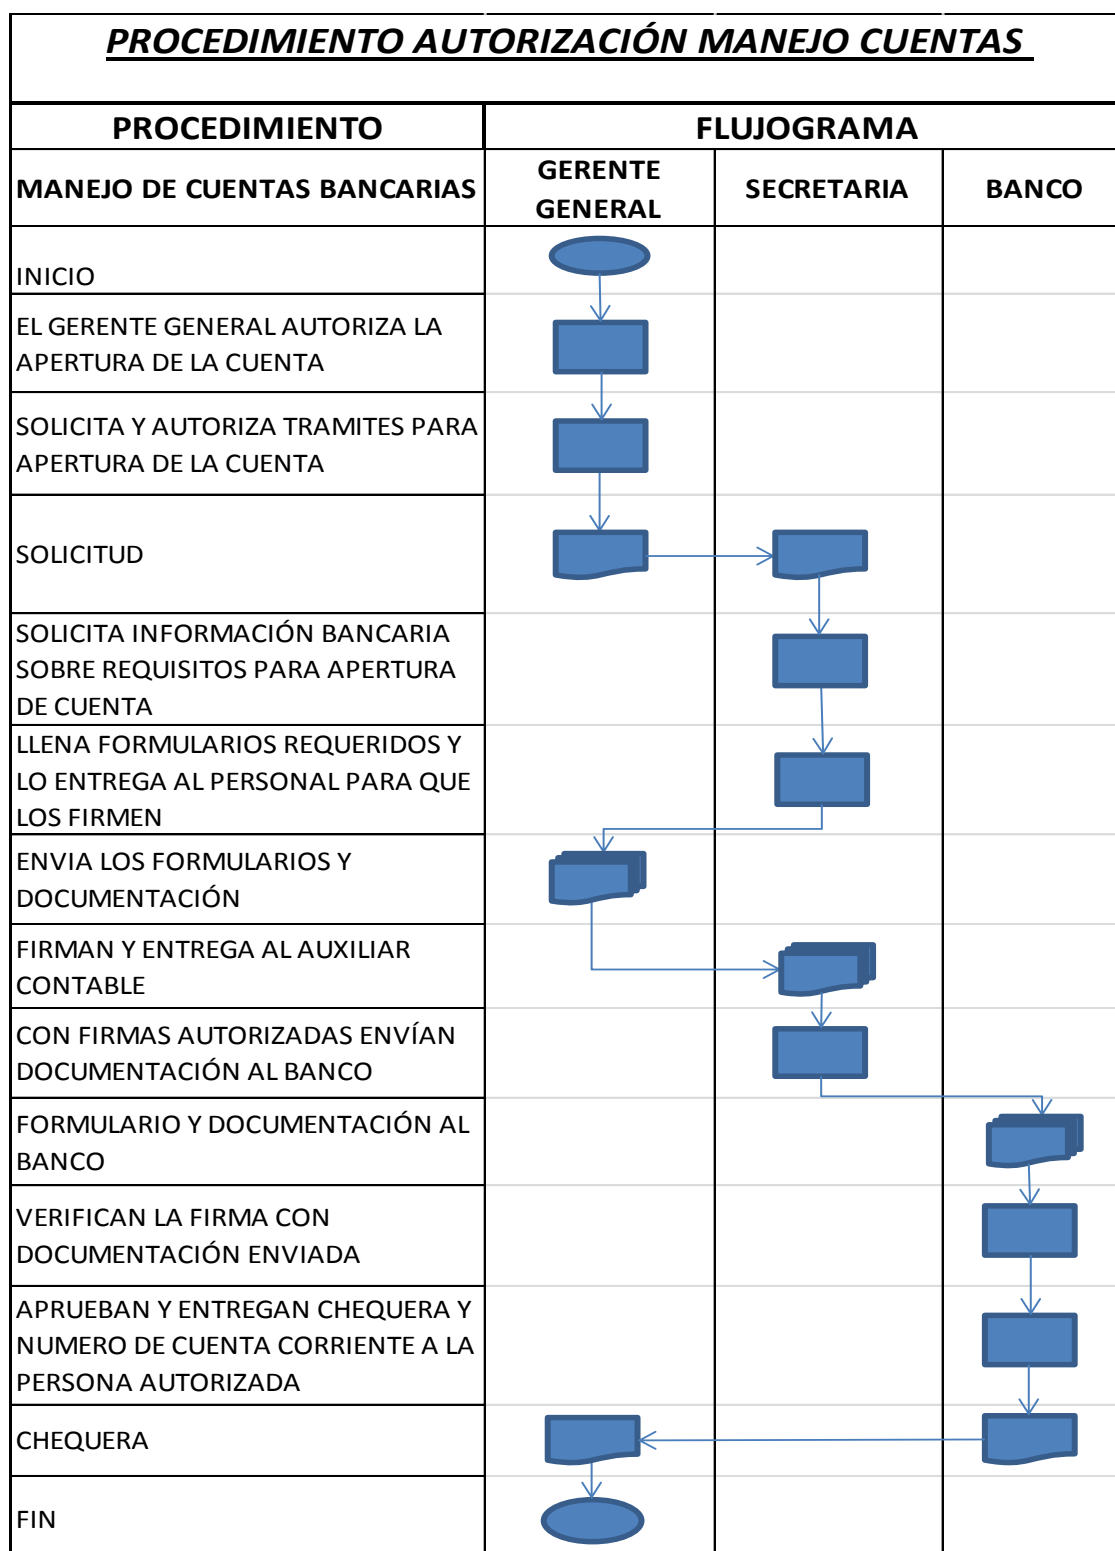 PROCEDIMIENTO AUTORIZACIÓN MANEJO CUENTAS
PROCEDIMIENTO
FLUJOGRAMA
MANEJO DE CUENTAS BANCARIAS
GERENTE
GENERAL
SECRETARIA
BANCO
INICIO
EL GERENTE GENERAL AUTORIZA LA
APERTURA DE LA CUENTA
SOLICITA Y AUTORIZA TRAMITES PARA
APERTURA DE LA CUENTA
SOLICITUD
SOLICITA INFORMACIÓN BANCARIA
SOBRE REQUISITOS PARA APERTURA
DE CUENTA
LLENA FORMULARIOS REQUERIDOS Y
LO ENTREGA AL PERSONAL PARA QUE
LOS FIRMEN
ENVIA LOS FORMULARIOS Y
DOCUMENTACIÓN
FIRMAN Y ENTREGA AL AUXILIAR
CONTABLE
CON FIRMAS AUTORIZADAS ENVÍAN
DOCUMENTACIÓN AL BANCO
FORMULARIO Y DOCUMENTACIÓN AL
BANCO
VERIFICAN LA FIRMA CON
DOCUMENTACIÓN ENVIADA
APRUEBAN Y ENTREGAN CHEQUERA Y
NUMERO DE CUENTA CORRIENTE A LA
PERSONA AUTORIZADA
CHEQUERA
FIN